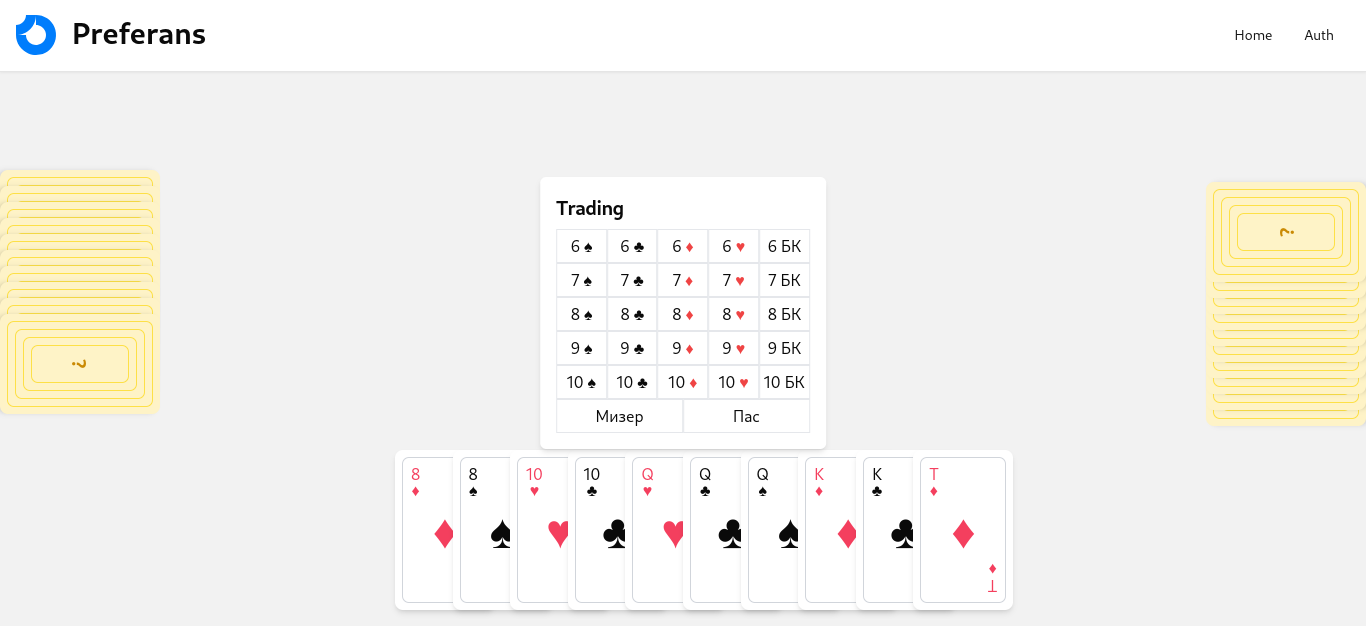 Preferans
Home Auth
?
?
Trading
6 ♠ 6 ♣ 6 ♦ 6 ♥ 6 БК
7 ♠ 7 ♣ 7 ♦ 7 ♥ 7 БК
8 ♠ 8 ♣ 8 ♦ 8 ♥ 8 БК
9 ♠ 9 ♣ 9 ♦ 9 ♥ 9 БК
10 ♠ 10 ♣ 10 ♦ 10 ♥ 10 БК
Мизер Пас
8 8 10 10 Q Q Q K K T
♦ ♠ ♥ ♣ ♥ ♣ ♠ ♦ ♣ ♦
♦ ♠ ♥ ♣ ♥ ♣ ♠ ♦ ♣ ♦
♦
T